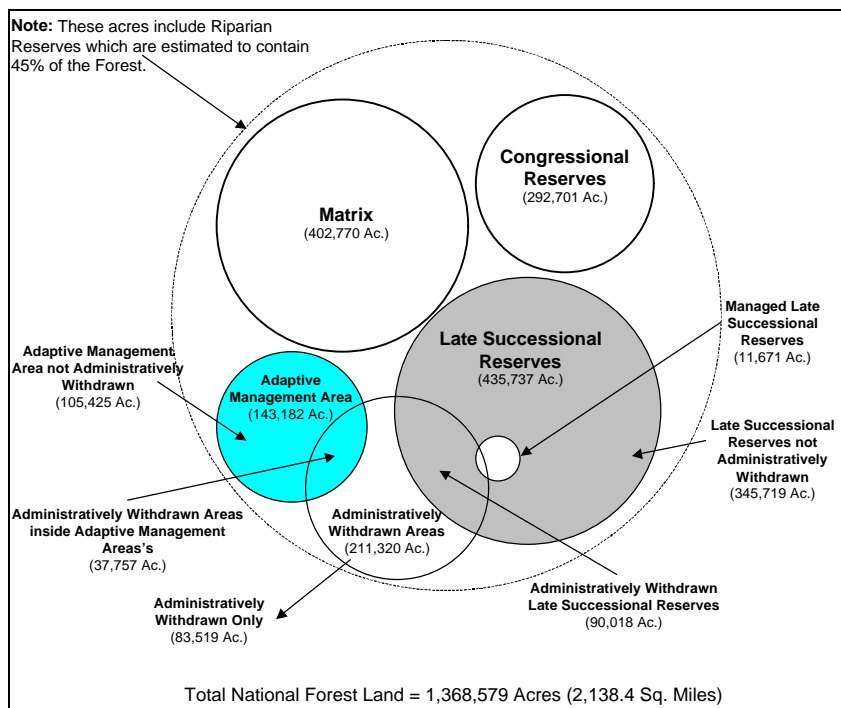 Note: These acres include Riparian
Reserves which are estimated to contain
45% of the Forest.
Congressional
Reserves
(292,701 Ac.)
Matrix
(402,770 Ac.)
Managed Late
Successional
Reserves
(11,671 Ac.)
Late Successional
Reserves
(435,737 Ac.)
Adaptive Management
Area not Administratively
Withdrawn
(105,425 Ac.)
Adaptive
Management Area
(143,182 Ac.)
Late Successional
Reserves not
Administratively
Withdrawn
(345,719 Ac.)
Administratively Withdrawn Areas
inside Adaptive Management
Areas's
(37,757 Ac.)
Administratively
Withdrawn Areas
(211,320 Ac.)
Administratively
Withdrawn Only
(83,519 Ac.)
Administratively Withdrawn
Late Successional Reserves
(90,018 Ac.)
Total National Forest Land = 1,368,579 Acres (2,138.4 Sq. Miles)